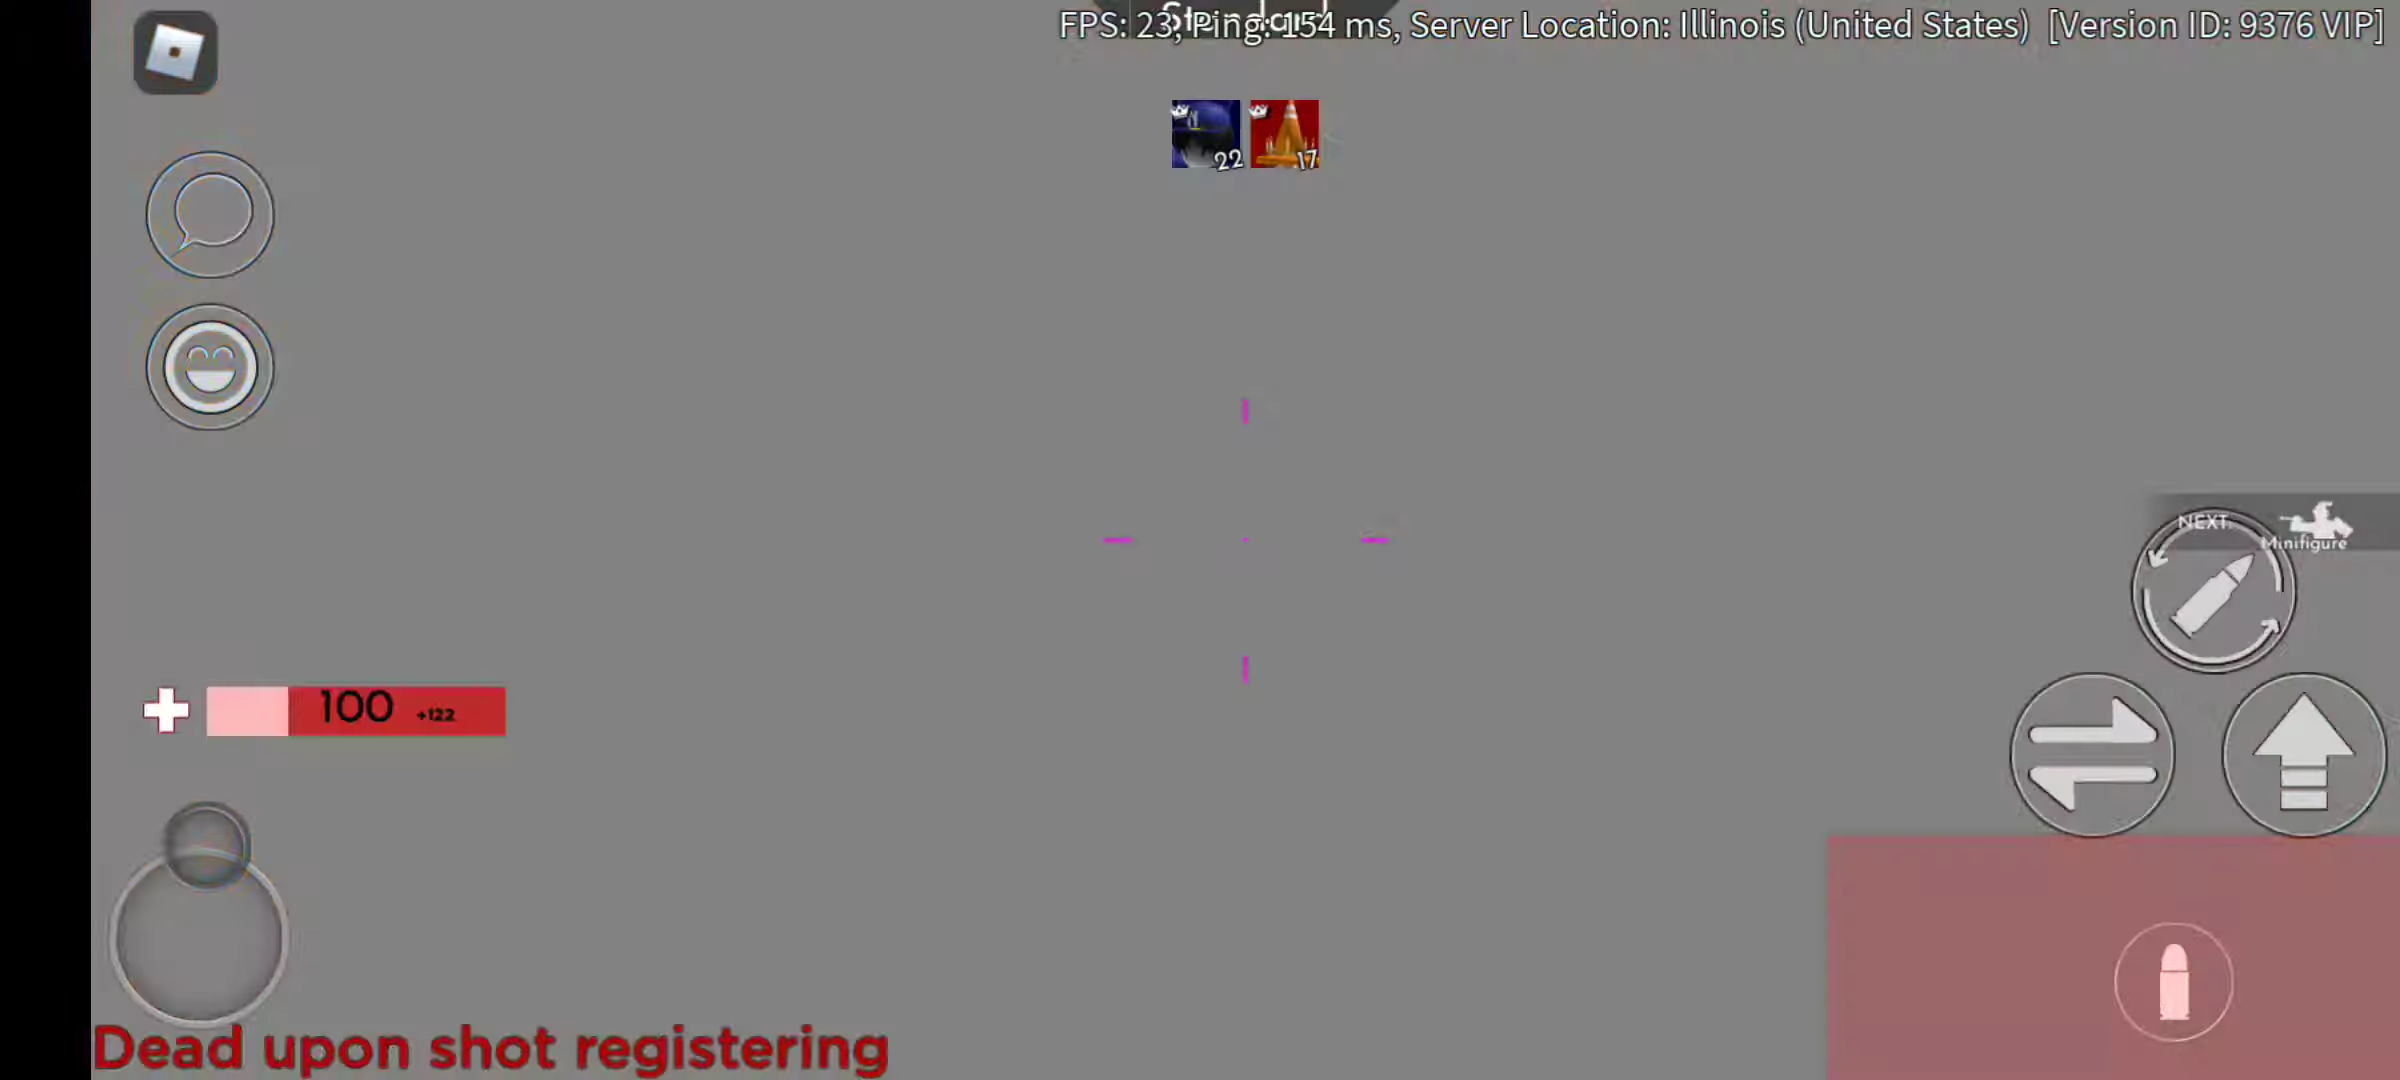 Standard
FPS: 23, Ping: 154 ms, Server Location: Illinois (United States) [Version ID: 9376 VIP]
22 17
NEXT:
Minifigure
100 +122
Dead upon shot registering